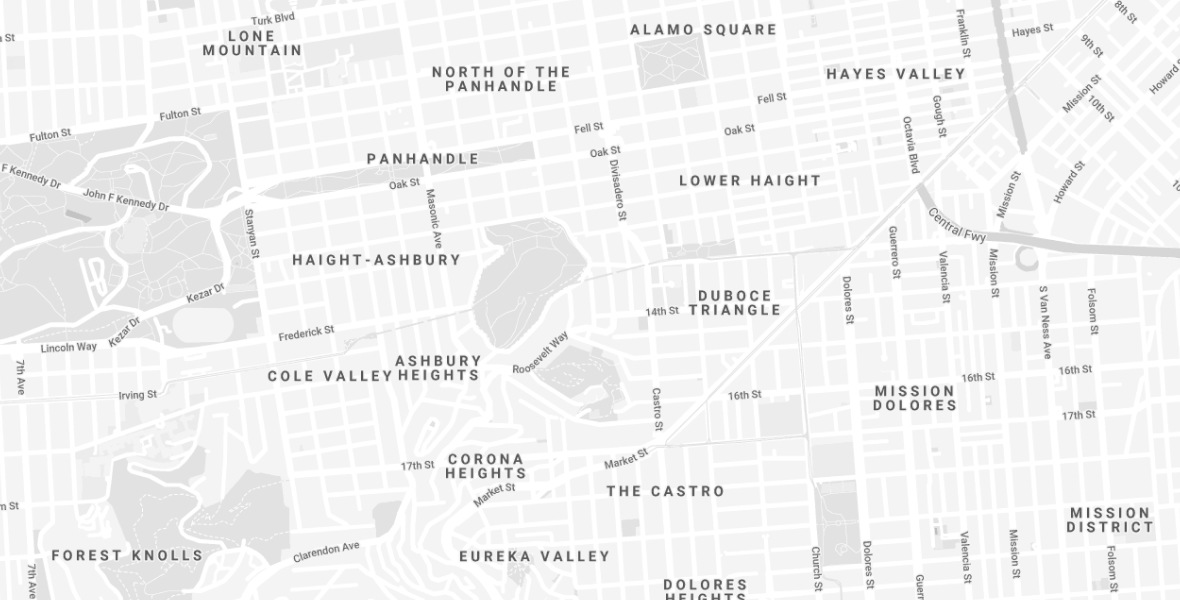 Turk Blvd
LONE
MOUNTAIN
ALAMO SQUARE
Franklin St
Hayes St
8th St
9th St
Howard S
NORTH OF THE
PANHANDLE
HAYES VALLEY
Mission St
10th St
Fell St
Gough St
Fulton St
Fulton St
Fell St
Oak St
Octavia Blvd
Oak St
PANHANDLE
F Kennedy Dr
John F Kennedy Dr
Oak St
Divisadero St
LOWER HAIGHT
Mission St
Howard St
Stanyan St
Masonic Ave
Central Fwy
HAIGHT-ASHBURY
Guerrero St
Valencia St
Mission St
Kezar Dr
DUBOCE
TRIANGLE
14th St
Dolores St
S Van Ness Ave
Folsom St
Kezar Dr
Frederick St
Lincoln Way
Roosevelt Way
7th Ave
ASHBURY
HEIGHTS
COLE VALLEY
16th St
16th St
Irving St
Castro St
16th St
MISSION
DOLORES
17th St
17th St
CORONA
HEIGHTS
Market St
Market St
THE CASTRO
MISSION
DISTRICT
FOREST KNOLLS
Clarendon Ave
EUREKA VALLEY
7th Ave
Church St
Dolores St
Valencia St
Mission St
Folsom St
DOLORES
HEIGHTS
Guerr